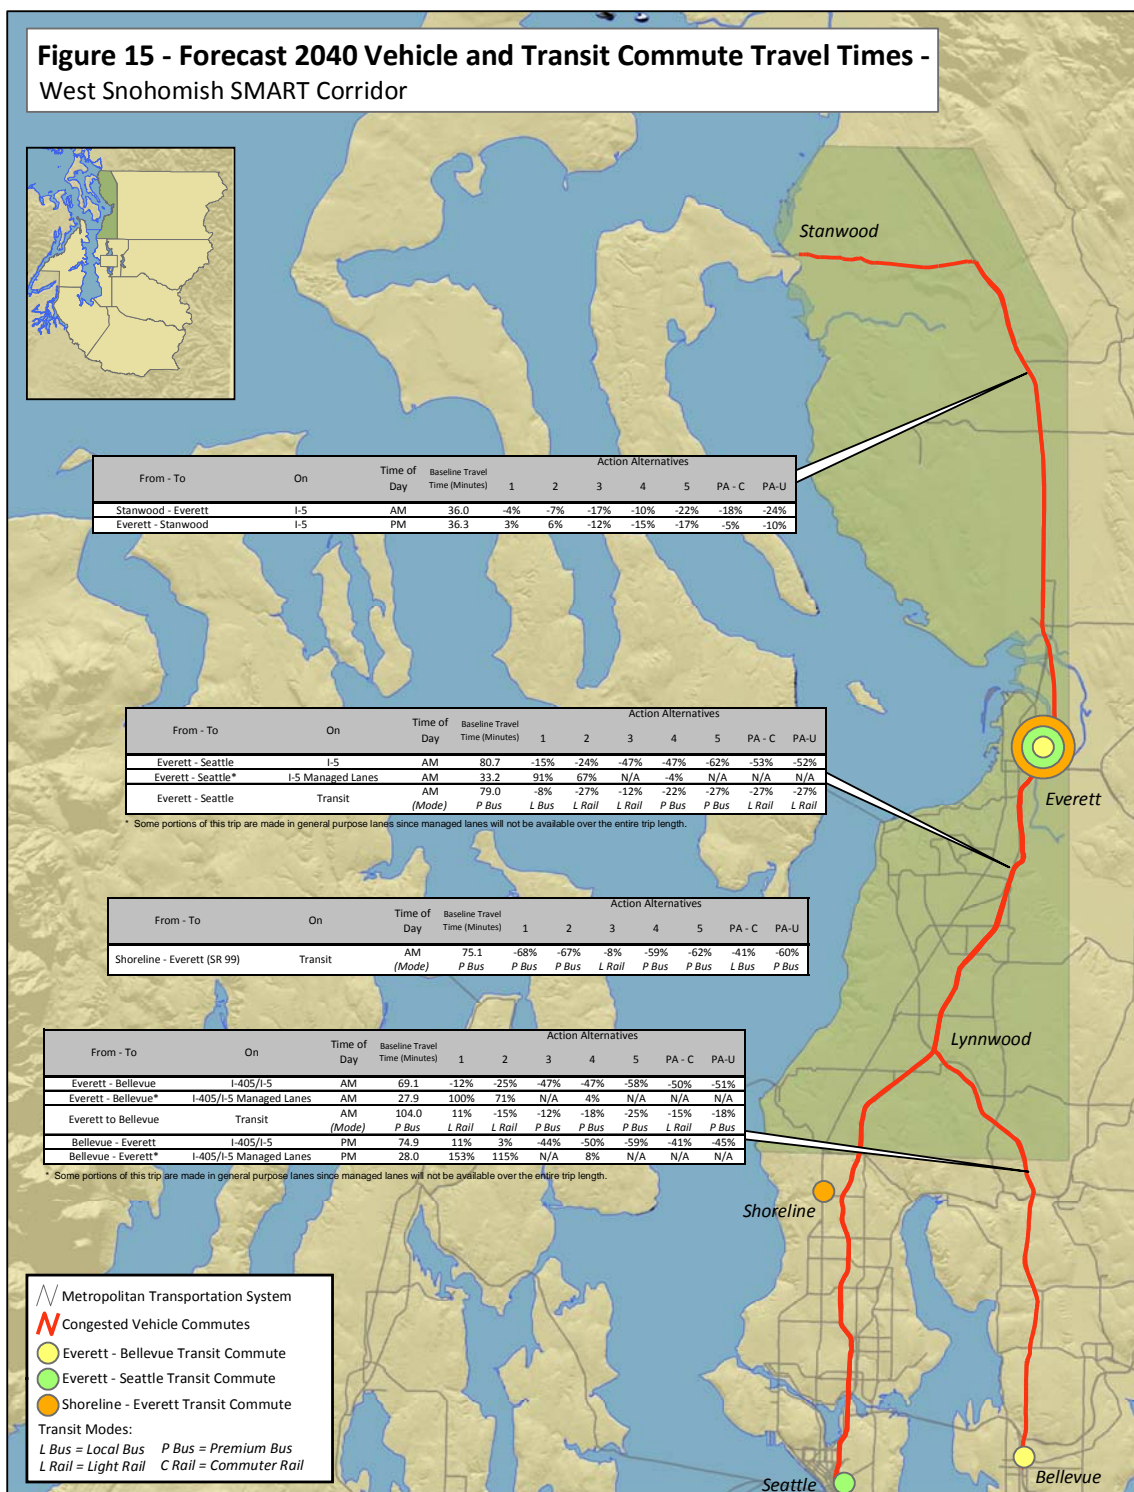 Figure 15 - Forecast 2040 Vehicle and Transit Commute Travel Times -
West Snohomish SMART Corridor
Stanwood
From - To On Time of Day Baseline Travel Time (Minutes) Action Alternatives 1 2 3 4 5 PA - C PA-U
Stanwood - Everett I-5 AM 36.0 -4% -7% -17% -10% -22% -18% -24%
Everett - Stanwood I-5 PM 36.3 3% 6% -12% -15% -17% -5% -10%
From - To On Time of Day Baseline Travel Time (Minutes) Action Alternatives 1 2 3 4 5 PA - C PA-U
Everett - Seattle I-5 AM 80.7 -15% -24% -47% -47% -62% -53% -52%
Everett - Seattle* I-5 Managed Lanes AM 33.2 91% 67% N/A -4% N/A N/A N/A
Everett - Seattle Transit AM 79.0 -8% -27% -12% -22% -27% -27% -27%
(Mode) P Bus L Bus L Rail L Rail P Bus P Bus L Rail L Rail
* Some portions of this trip are made in general purpose lanes since managed lanes will not be available over the entire trip length.
Everett
From - To On Time of Day Baseline Travel Time (Minutes) Action Alternatives 1 2 3 4 5 PA - C PA-U
Shoreline - Everett (SR 99) Transit AM 75.1 -68% -67% -8% -59% -62% -41% -60%
(Mode) P Bus P Bus P Bus L Rail P Bus P Bus L Bus P Bus
Lynnwood
From - To On Time of Day Baseline Travel Time (Minutes) Action Alternatives 1 2 3 4 5 PA - C PA-U
Everett - Bellevue I-405/I-5 AM 69.1 -12% -25% -47% -47% -58% -50% -51%
Everett - Bellevue* I-405/I-5 Managed Lanes AM 27.9 100% 71% N/A 4% N/A N/A N/A
Everett to Bellevue Transit AM 104.0 11% -15% -12% -18% -25% -15% -18%
(Mode) P Bus L Rail L Rail P Bus P Bus P Bus L Rail P Bus
Bellevue - Everett I-405/I-5 PM 74.9 11% 3% -44% -50% -59% -41% -45%
Bellevue - Everett* I-405/I-5 Managed Lanes PM 28.0 153% 115% N/A 8% N/A N/A N/A
* Some portions of this trip are made in general purpose lanes since managed lanes will not be available over the entire trip length.
Shoreline
Metropolitan Transportation System
Congested Vehicle Commutes
Everett - Bellevue Transit Commute
Everett - Seattle Transit Commute
Shoreline - Everett Transit Commute
Transit Modes:
L Bus = Local Bus P Bus = Premium Bus
L Rail = Light Rail C Rail = Commuter Rail
Seattle
Bellevue